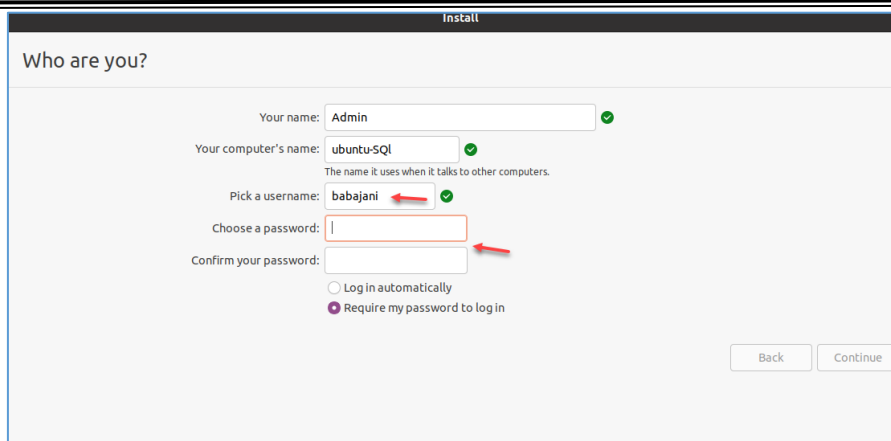 Install
Who are you?
Your name: Admin
Your computer's name: ubuntu-SQl
The name it uses when it talks to other computers.
Pick a username: babajani
Choose a password:
Confirm your password:
Log in automatically
Require my password to log in
Back Continue